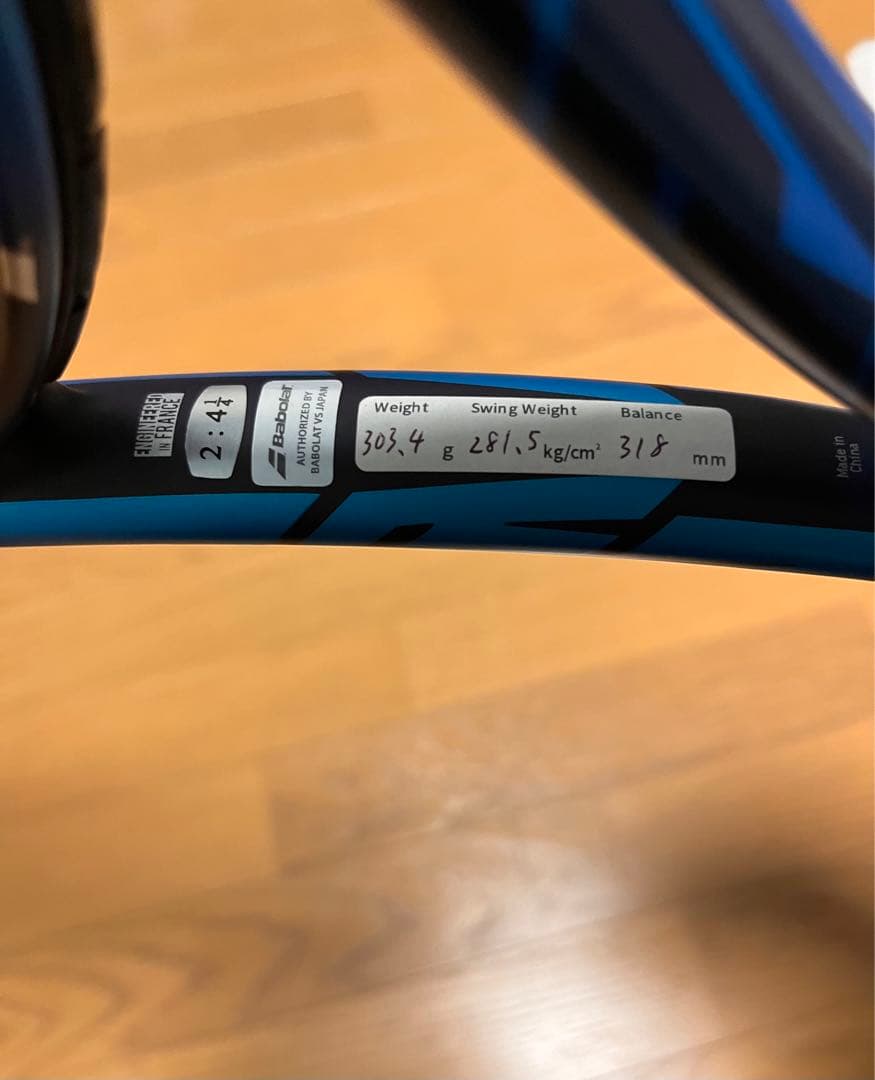 ENGINEERED
IN FRANCE
2 : 4 1/4
Babolat
AUTHORIZED BY
BABOLAT VS JAPAN
Weight Swing Weight Balance
303.4 g 281.5 kg/cm² 318 mm
Made in
China